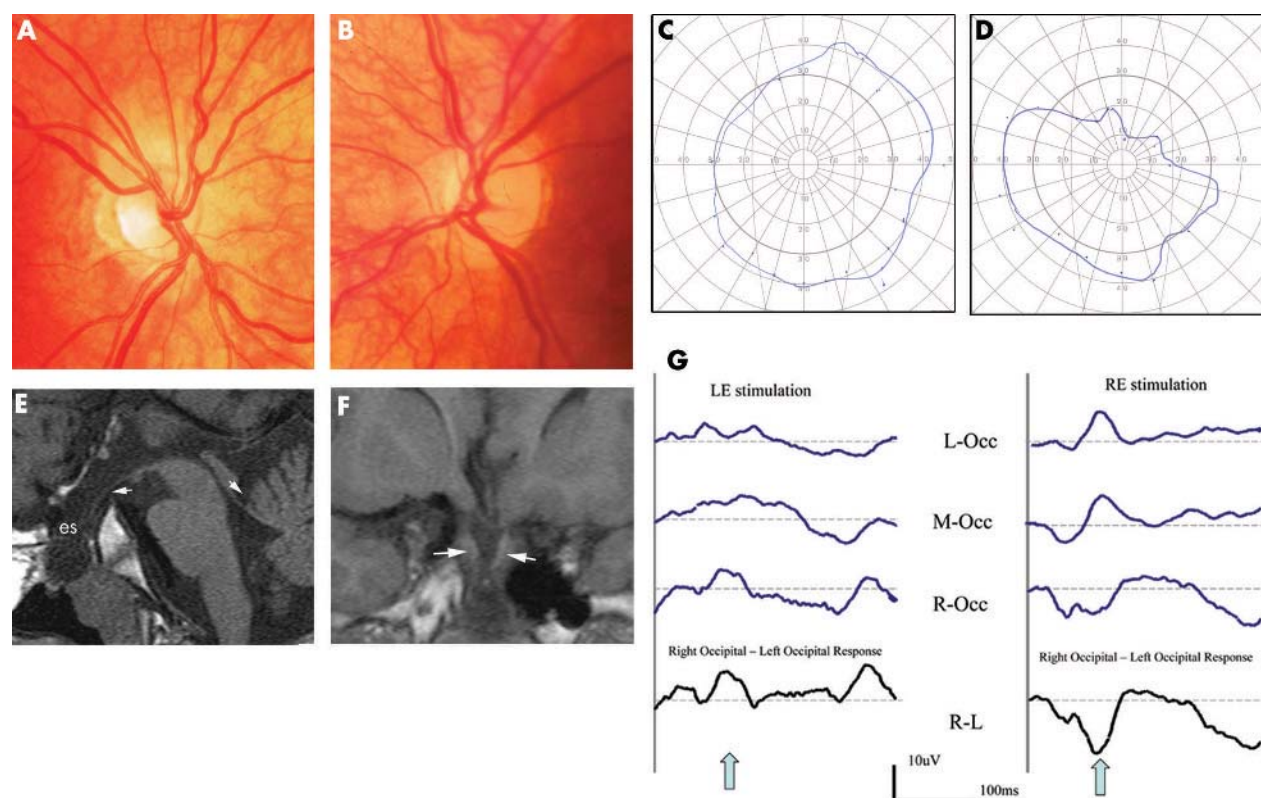 A
B
C
D
E
es
F
G
LE stimulation
RE stimulation
L-Occ
M-Occ
R-Occ
Right Occipital – Left Occipital Response
Right Occipital – Left Occipital Response
R-L
10uV
100ms